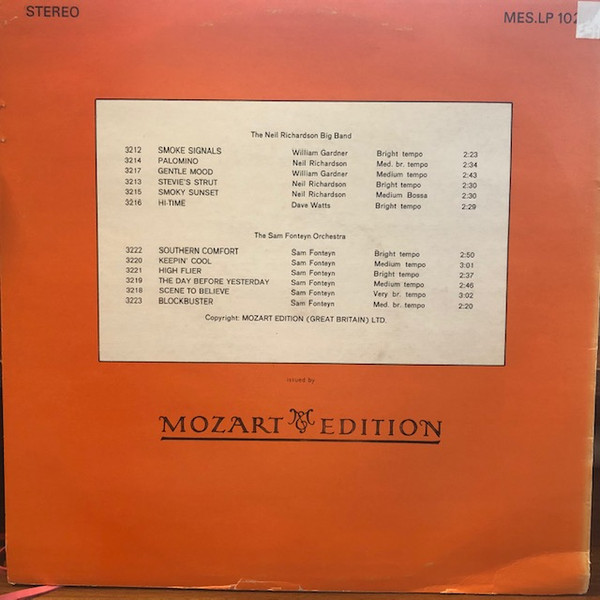 STEREO
MES.LP 102
The Neil Richardson Big Band
3212 SMOKE SIGNALS William Gardner Bright tempo 2:23
3214 PALOMINO Neil Richardson Med. br. tempo 2:34
3217 GENTLE MOOD William Gardner Medium tempo 2:43
3213 STEVIE'S STRUT Neil Richardson Bright tempo 2:30
3215 SMOKY SUNSET Neil Richardson Medium Bossa 2:30
3216 HI-TIME Dave Watts Bright tempo 2:29
The Sam Fonteyn Orchestra
3222 SOUTHERN COMFORT Sam Fonteyn Bright tempo 2:50
3220 KEEPIN' COOL Sam Fonteyn Medium tempo 3:01
3221 HIGH FLIER Sam Fonteyn Bright tempo 2:37
3219 THE DAY BEFORE YESTERDAY Sam Fonteyn Medium tempo 2:46
3218 SCENE TO BELIEVE Sam Fonteyn Very br. tempo 3:02
3223 BLOCKBUSTER Sam Fonteyn Med. br. tempo 2:20
Copyright: MOZART EDITION (GREAT BRITAIN) LTD.
issued by
MOZART EDITION